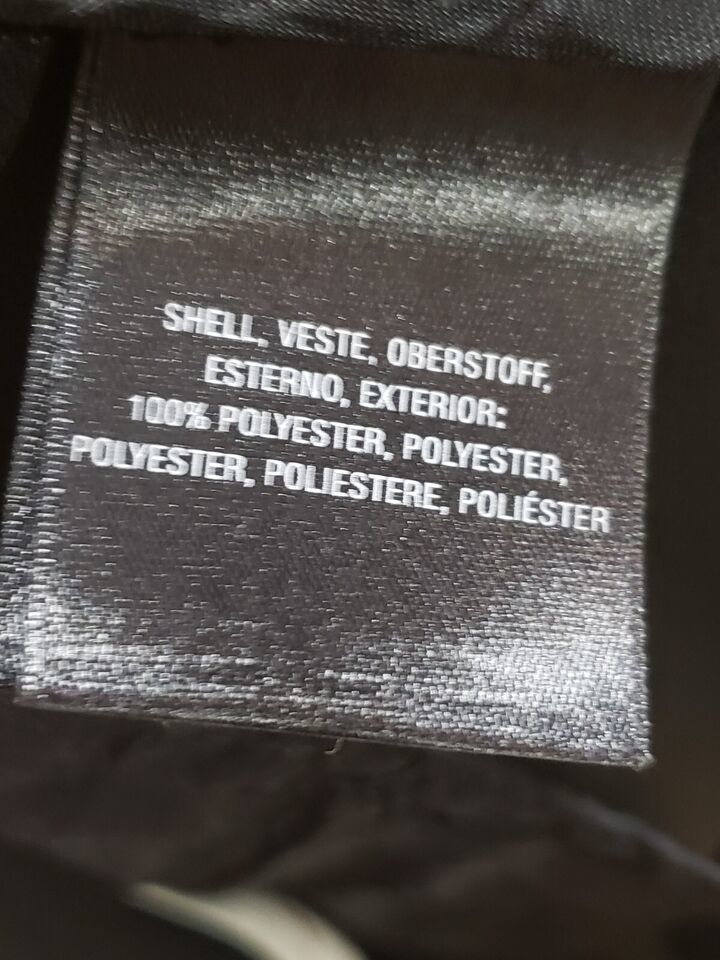 SHELL, VESTE, OBERSTOFF,
ESTERNO, EXTERIOR:
100% POLYESTER, POLYESTER,
POLYESTER, POLIESTERE, POLIÉSTER